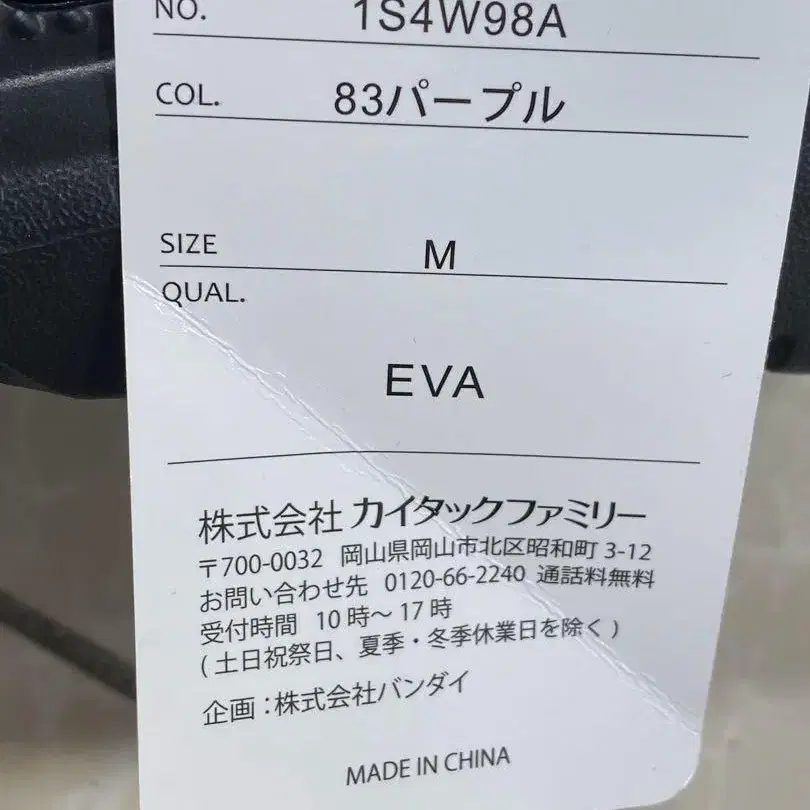 NO. 1S4W98A
COL. 83パープル
SIZE M
QUAL.
EVA
株式会社 カイタックファミリー
〒700-0032 岡山県岡山市北区昭和町 3-12
お問い合わせ先 0120-66-2240 通話料無料
受付時間 10時～17時
(土日祝祭日、夏季・冬季休業日を除く)
企画:株式会社バンダイ
MADE IN CHINA